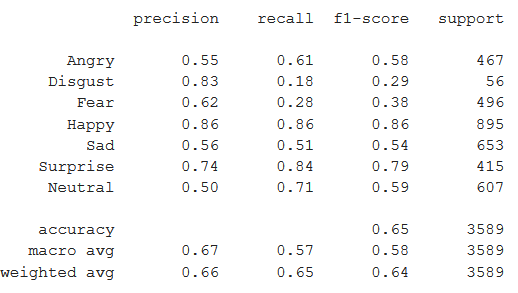 precision recall f1-score support
Angry 0.55 0.61 0.58 467
Disgust 0.83 0.18 0.29 56
Fear 0.62 0.28 0.38 496
Happy 0.86 0.86 0.86 895
Sad 0.56 0.51 0.54 653
Surprise 0.74 0.84 0.79 415
Neutral 0.50 0.71 0.59 607
accuracy 0.65 3589
macro avg 0.67 0.57 0.58 3589
weighted avg 0.66 0.65 0.64 3589